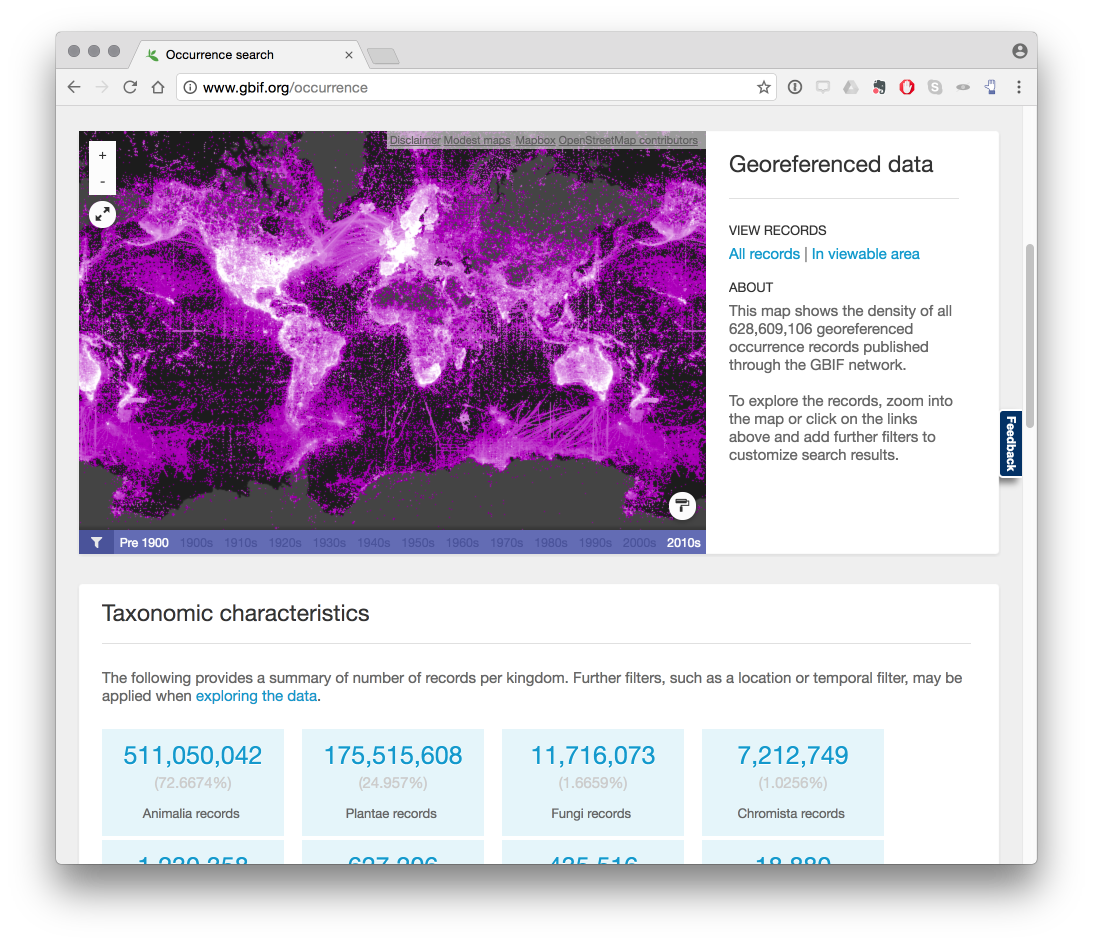 Occurrence search
www.gbif.org/occurrence
Disclaimer Modest maps Mapbox OpenStreetMap contributors
+
-
Georeferenced data
VIEW RECORDS
All records | In viewable area
ABOUT
This map shows the density of all
628,609,106 georeferenced
occurrence records published
through the GBIF network.
To explore the records, zoom into
the map or click on the links
above and add further filters to
customize search results.
Feedback
Pre 1900 1900s 1910s 1920s 1930s 1940s 1950s 1960s 1970s 1980s 1990s 2000s 2010s
Taxonomic characteristics
The following provides a summary of number of records per kingdom. Further filters, such as a location or temporal filter, may be
applied when exploring the data.
511,050,042 175,515,608 11,716,073 7,212,749
(72.6674%) (24.957%) (1.6659%) (1.0256%)
Animalia records Plantae records Fungi records Chromista records